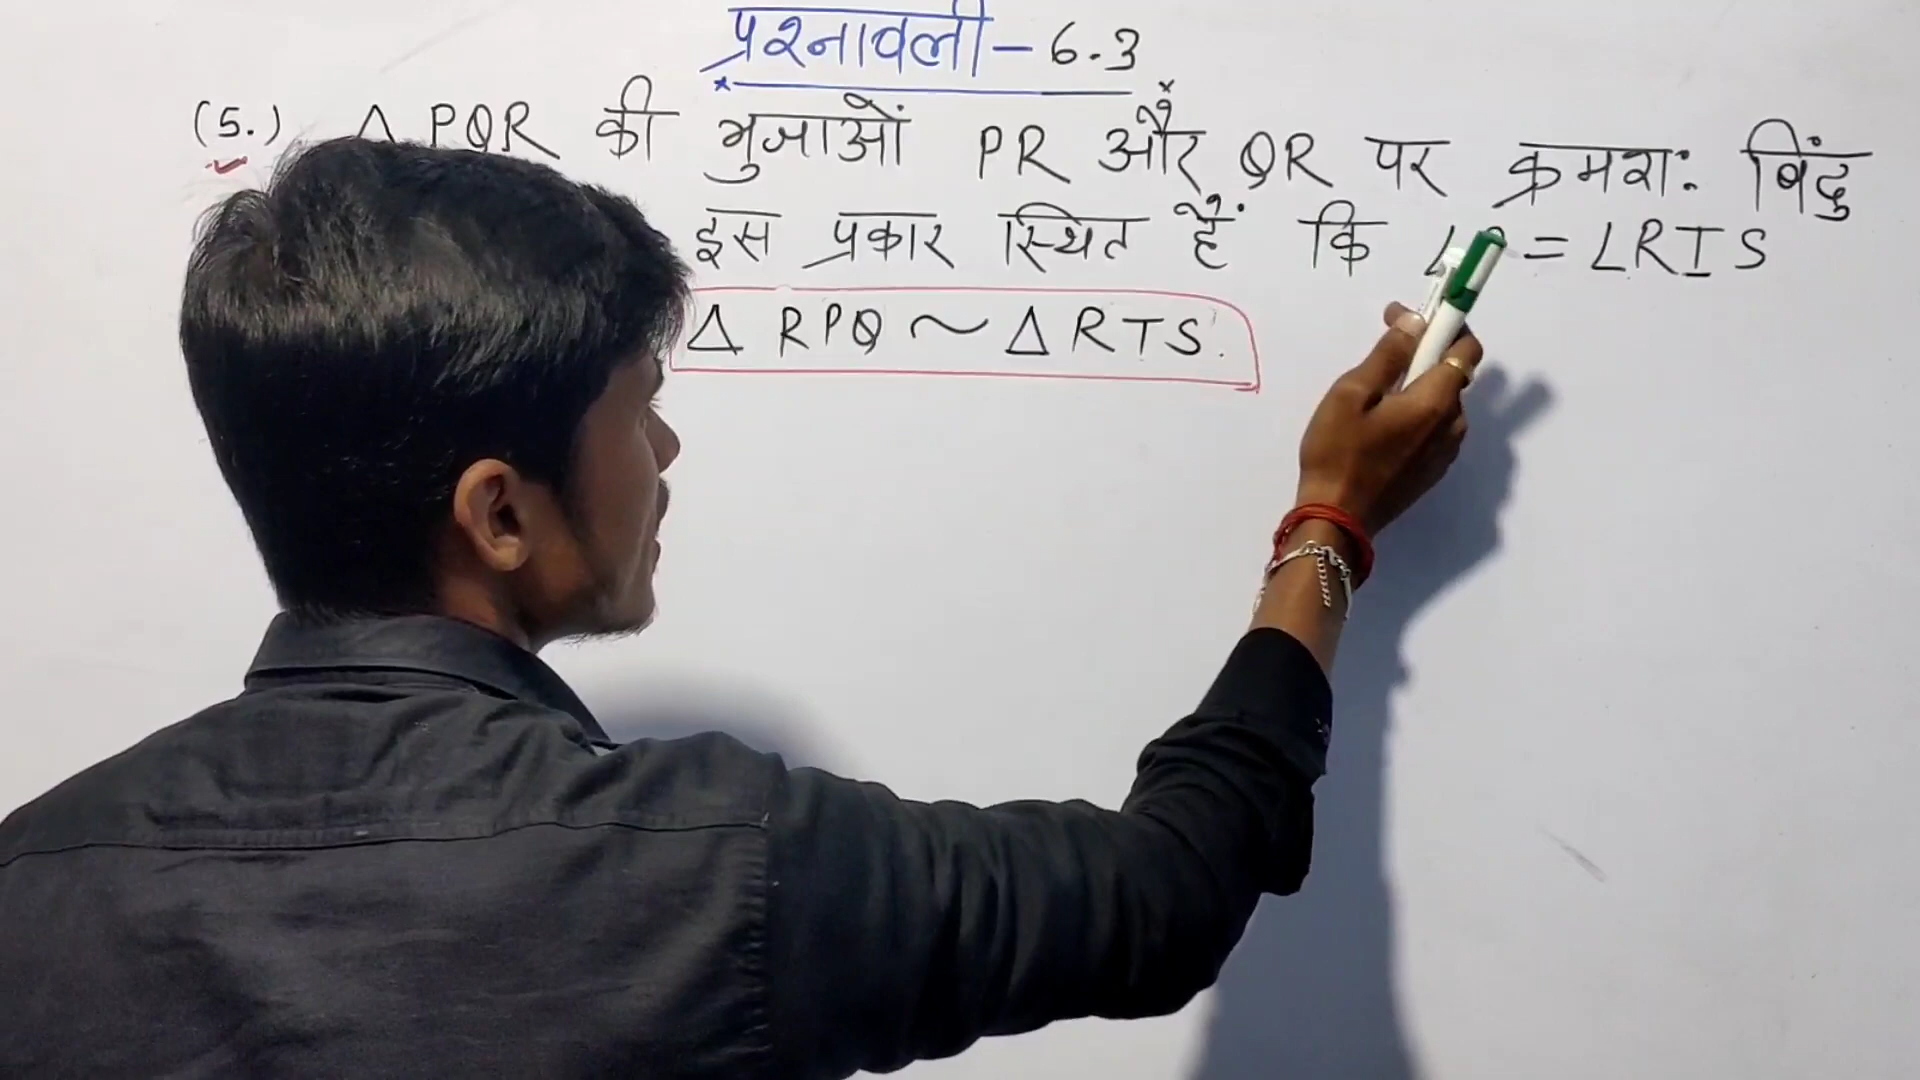 प्रश्नावली - 6.3
(5.) Δ PQR की भुजाओं PR और QR पर क्रमशः बिंदु
इस प्रकार स्थित हैं कि ∠ = ∠RTS
Δ RPQ ~ Δ RTS.